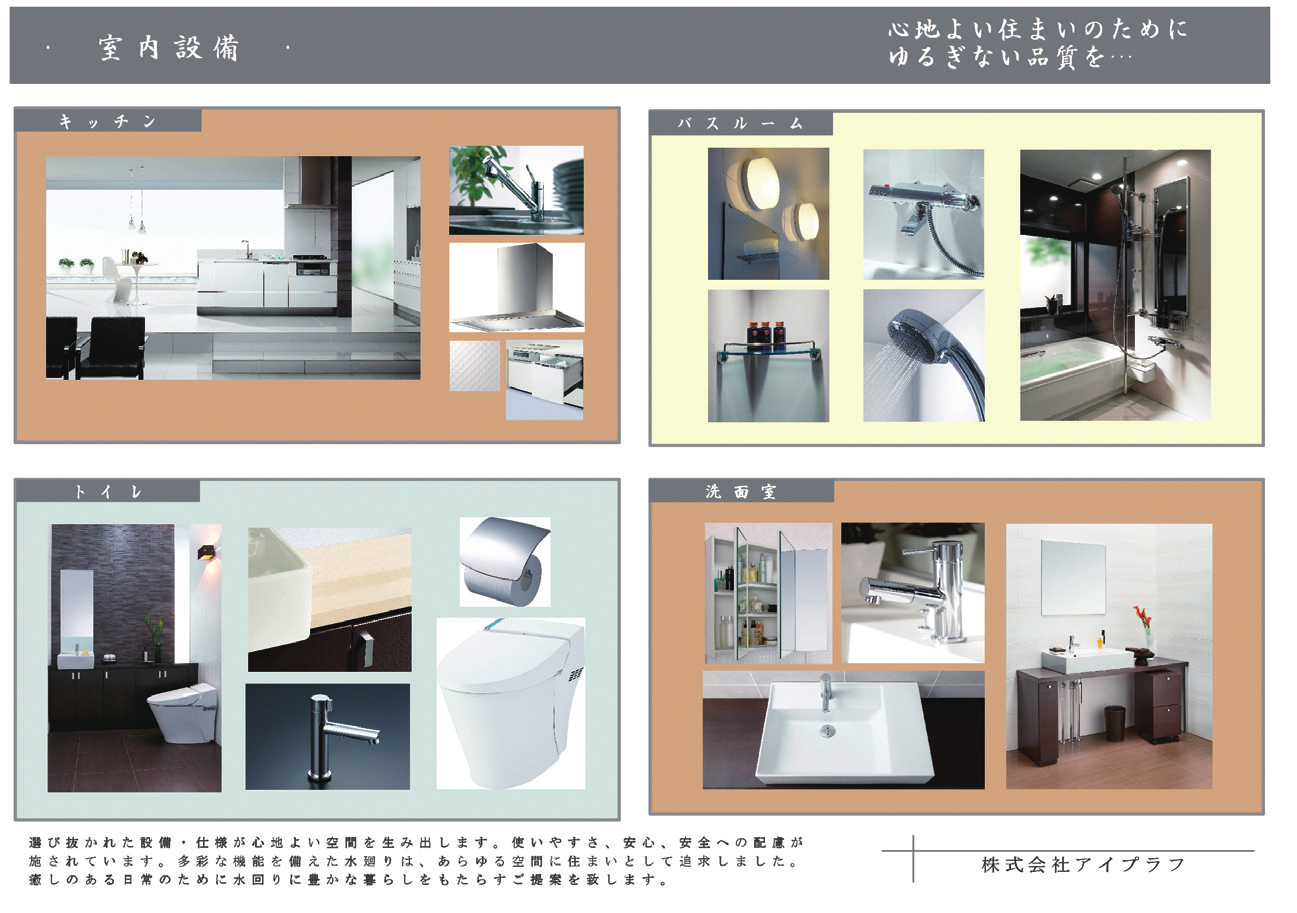 ・ 室内設備 ・
心地よい住まいのために
ゆるぎない品質を…
キッチン
バスルーム
トイレ
洗面室
選び抜かれた設備・仕様が心地よい空間を生み出します。使いやすさ、安心、安全への配慮が
施されています。多彩な機能を備えた水廻りは、あらゆる空間に住まいとして追求しました。
癒しのある日常のために水回りに豊かな暮らしをもたらすご提案を致します。
株式会社アイプラフ